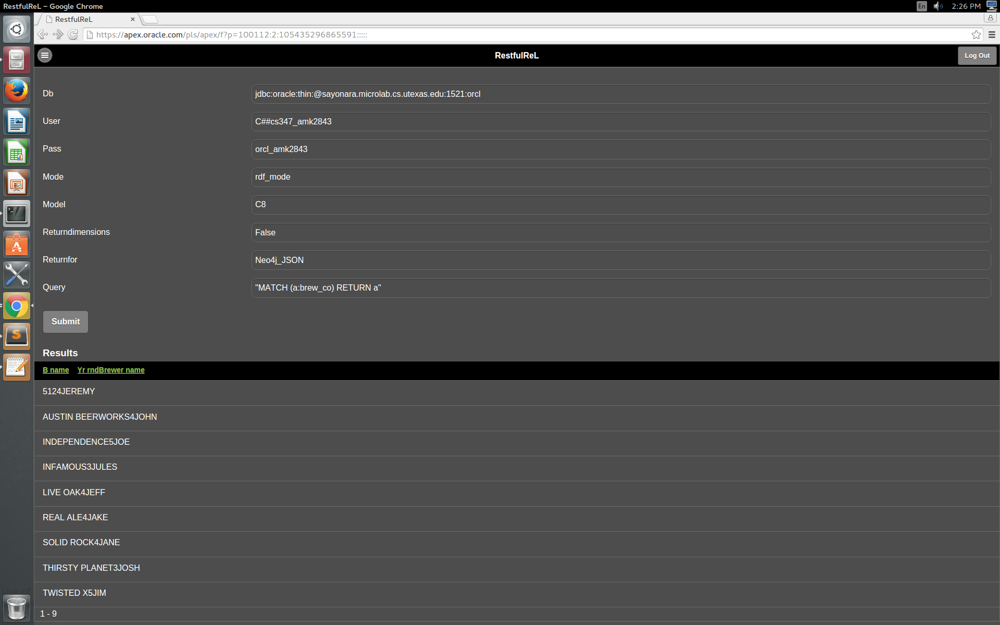 RestfulReL - Google Chrome
En
2:26 PM
RestfulReL
https://apex.oracle.com/pls/apex/f?p=100112:2:105435296865591:::::
RestfulReL
Log Out
Db
jdbc:oracle:thin:@sayonara.microlab.cs.utexas.edu:1521:orcl
User
C##cs347_amk2843
Pass
orcl_amk2843
Mode
rdf_mode
Model
C8
Returndimensions
False
Returnfor
Neo4j_JSON
Query
"MATCH (a:brew_co) RETURN a"
Submit
Results
B name Yr rndBrewer name
5124JEREMY
AUSTIN BEERWORKS4JOHN
INDEPENDENCE5JOE
INFAMOUS3JULES
LIVE OAK4JEFF
REAL ALE4JAKE
SOLID ROCK4JANE
THIRSTY PLANET3JOSH
TWISTED X5JIM
1 - 9